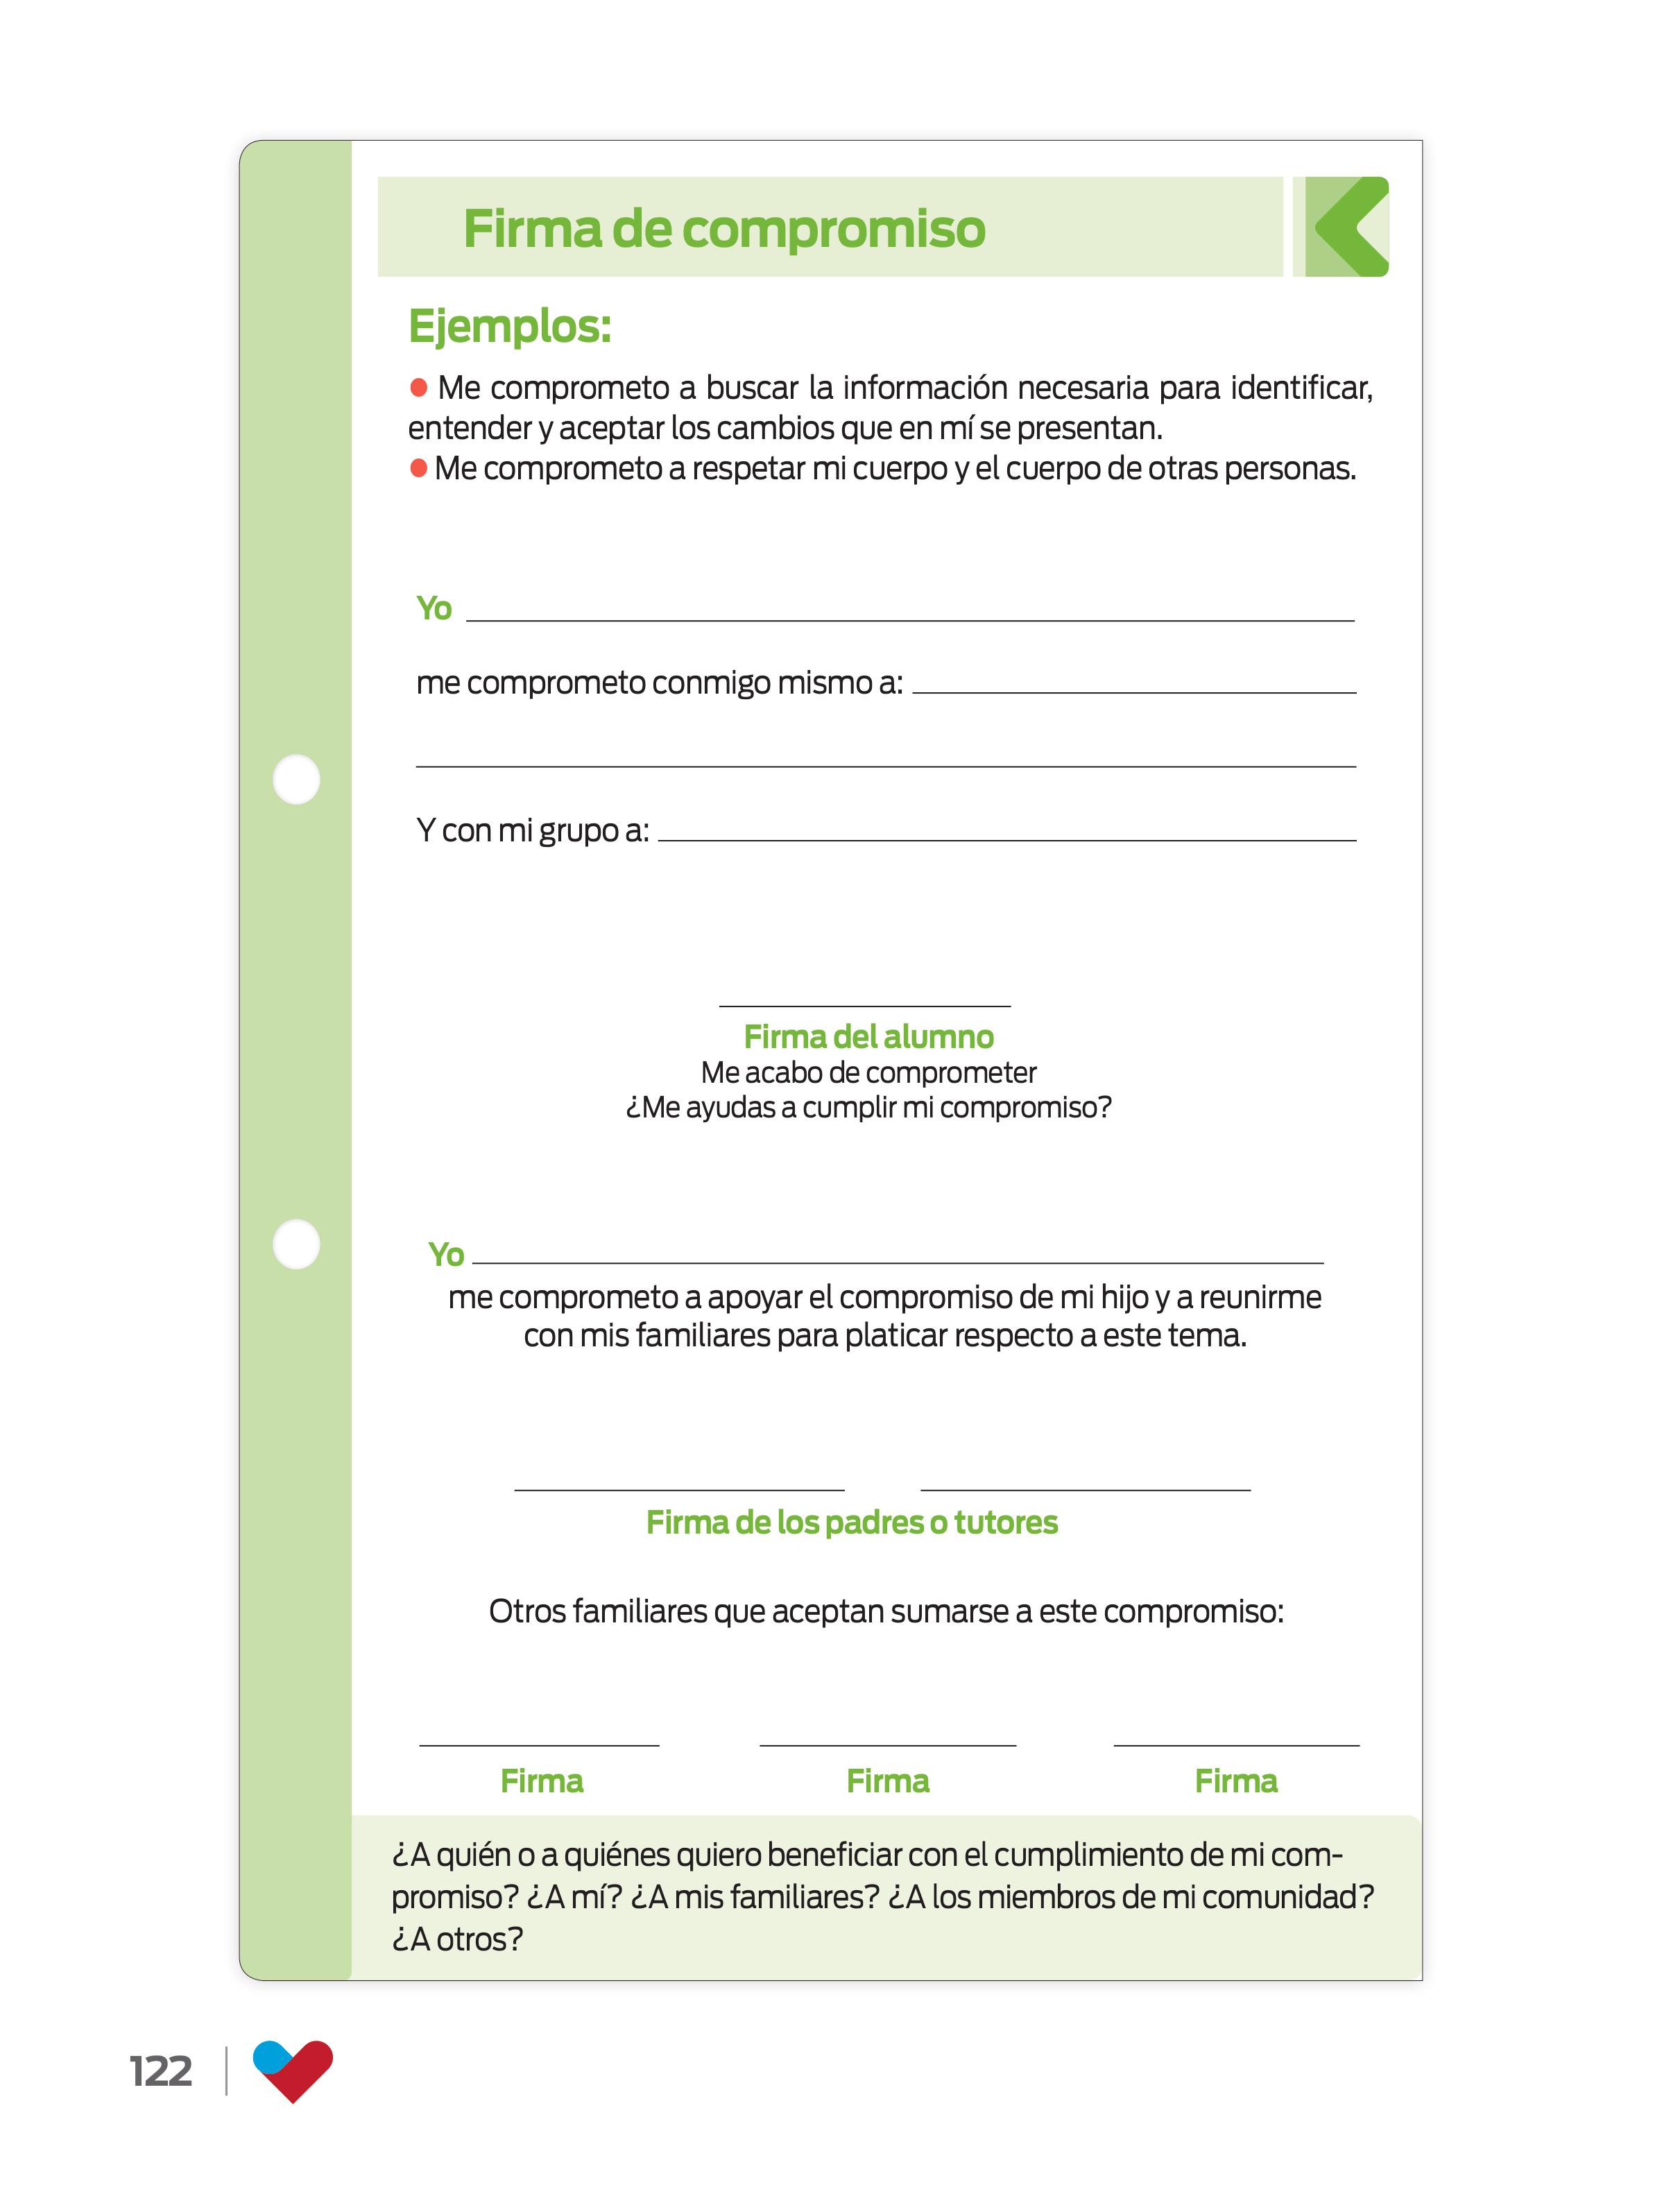 Firma de compromiso
Ejemplos:
● Me comprometo a buscar la información necesaria para identificar,
entender y aceptar los cambios que en mí se presentan.
● Me comprometo a respetar mi cuerpo y el cuerpo de otras personas.
Yo
me comprometo conmigo mismo a:
Y con mi grupo a:
Firma del alumno
Me acabo de comprometer
¿Me ayudas a cumplir mi compromiso?
Yo
me comprometo a apoyar el compromiso de mi hijo y a reunirme
con mis familiares para platicar respecto a este tema.
Firma de los padres o tutores
Otros familiares que aceptan sumarse a este compromiso:
Firma Firma Firma
¿A quién o a quiénes quiero beneficiar con el cumplimiento de mi com-
promiso? ¿A mí? ¿A mis familiares? ¿A los miembros de mi comunidad?
¿A otros?
122